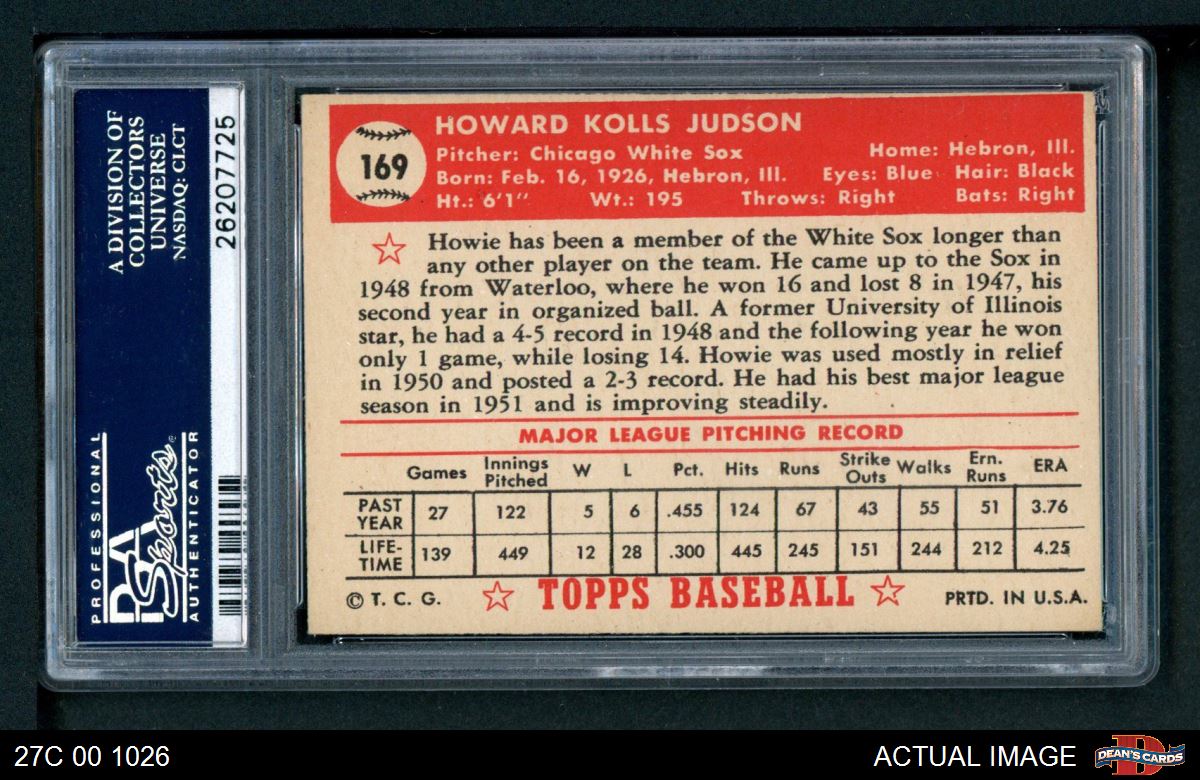 A DIVISION OF
COLLECTORS
UNIVERSE
NASDAQ: CLCT
26207725
PROFESSIONAL
PSA
Sports
AUTHENTICATOR
HOWARD KOLLS JUDSON
169
Pitcher: Chicago White Sox Home: Hebron, Ill.
Born: Feb. 16, 1926, Hebron, Ill. Eyes: Blue Hair: Black
Ht.: 6'1" Wt.: 195 Throws: Right Bats: Right
Howie has been a member of the White Sox longer than
any other player on the team. He came up to the Sox in
1948 from Waterloo, where he won 16 and lost 8 in 1947, his
second year in organized ball. A former University of Illinois
star, he had a 4-5 record in 1948 and the following year he won
only 1 game, while losing 14. Howie was used mostly in relief
in 1950 and posted a 2-3 record. He had his best major league
season in 1951 and is improving steadily.
MAJOR LEAGUE PITCHING RECORD
Games Innings Pitched W L Pct. Hits Runs Strike Outs Walks Ern. Runs ERA
PAST YEAR 27 122 5 6 .455 124 67 43 55 51 3.76
LIFE-TIME 139 449 12 28 .300 445 245 151 244 212 4.25
© T. C. G. TOPPS BASEBALL PRTD. IN U.S.A.
27C 00 1026 ACTUAL IMAGE DEAN'S CARDS